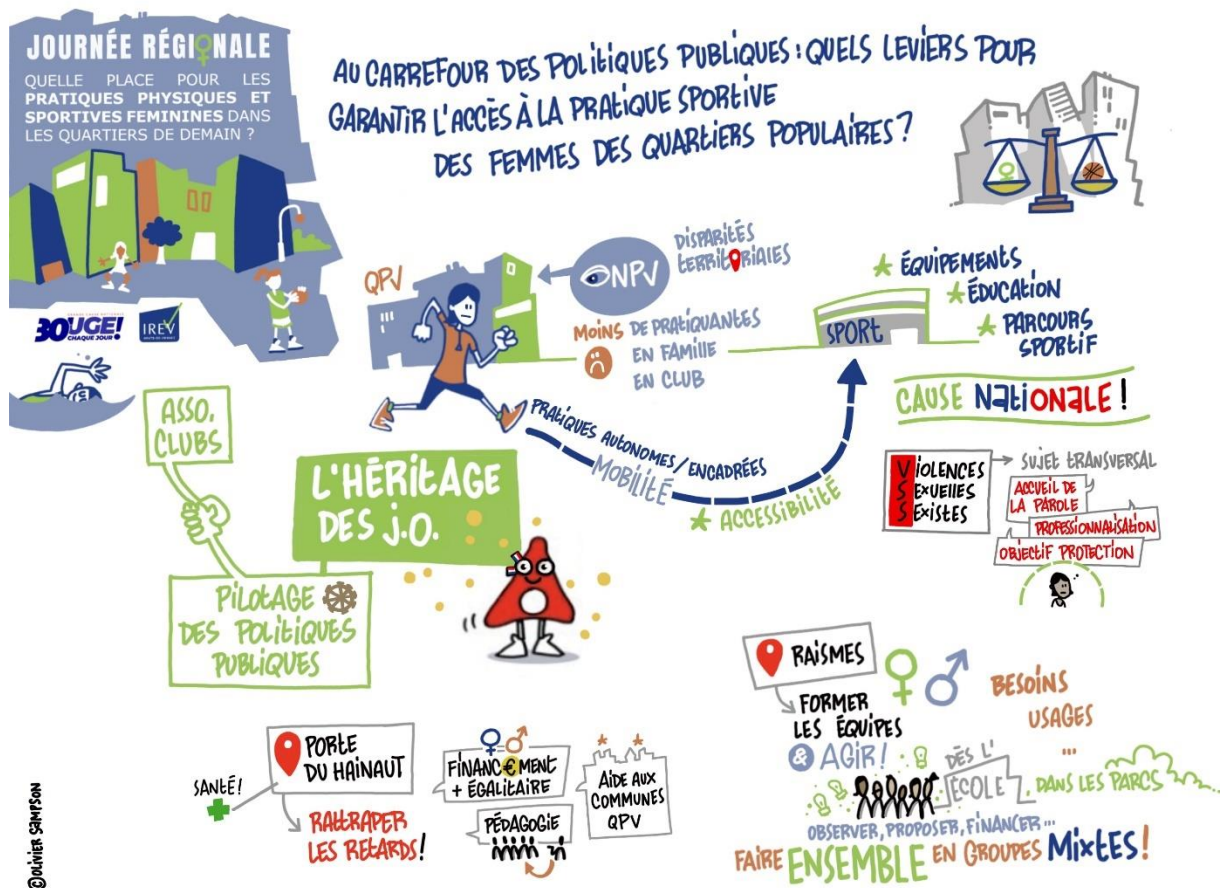 JOURNÉE RÉGIONALE
QUELLE PLACE POUR LES
PRATIQUES PHYSIQUES ET
SPORTIVES FEMININES DANS
LES QUARTIERS DE DEMAIN ?
AU CARREFOUR DES POLITIQUES PUBLIQUES : QUELS LEVIERS POUR
GARANTIR L'ACCÈS À LA PRATIQUE SPORTIVE
DES FEMMES DES QUARTIERS POPULAIRES ?
BOUGE!
CHAQUE JOUR!
IREV
QPV
ONPV
DISPARITÉS
TERRITORIALES
MOINS DE PRATIQUANTES
EN FAMILLE
EN CLUB
SPORT
ÉQUIPEMENTS
ÉDUCATION
PARCOURS
SPORTIF
PRATIQUES AUTONOMES/ENCADRÉES
MOBILITÉ
ACCESSIBILITÉ
CAUSE NATIONALE !
VIOLENCES
SEXUELLES
SEXISTES
SUJET TRANSVERSAL
ACCUEIL DE
LA PAROLE
PROFESSIONNALISATION
OBJECTIF PROTECTION
ASSO.
CLUBS
L'HÉRITAGE
DES J.O.
PILOTAGE
DES POLITIQUES
PUBLIQUES
SANTÉ!
PORTE
DU HAINAUT
RATTRAPER
LES RETARDS!
FINANC€MENT
+ ÉGALITAIRE
PÉDAGOGIE
AIDE AUX
COMMUNES
QPV
RAISMES
FORMER
LES ÉQUIPES
& AGIR!
BESOINS
USAGES
...
DÈS L'
ÉCOLE, DANS LES PARCS
OBSERVER, PROPOSER, FINANCER...
FAIRE ENSEMBLE EN GROUPES MIXTES!
©OLIVIER SAMPSON